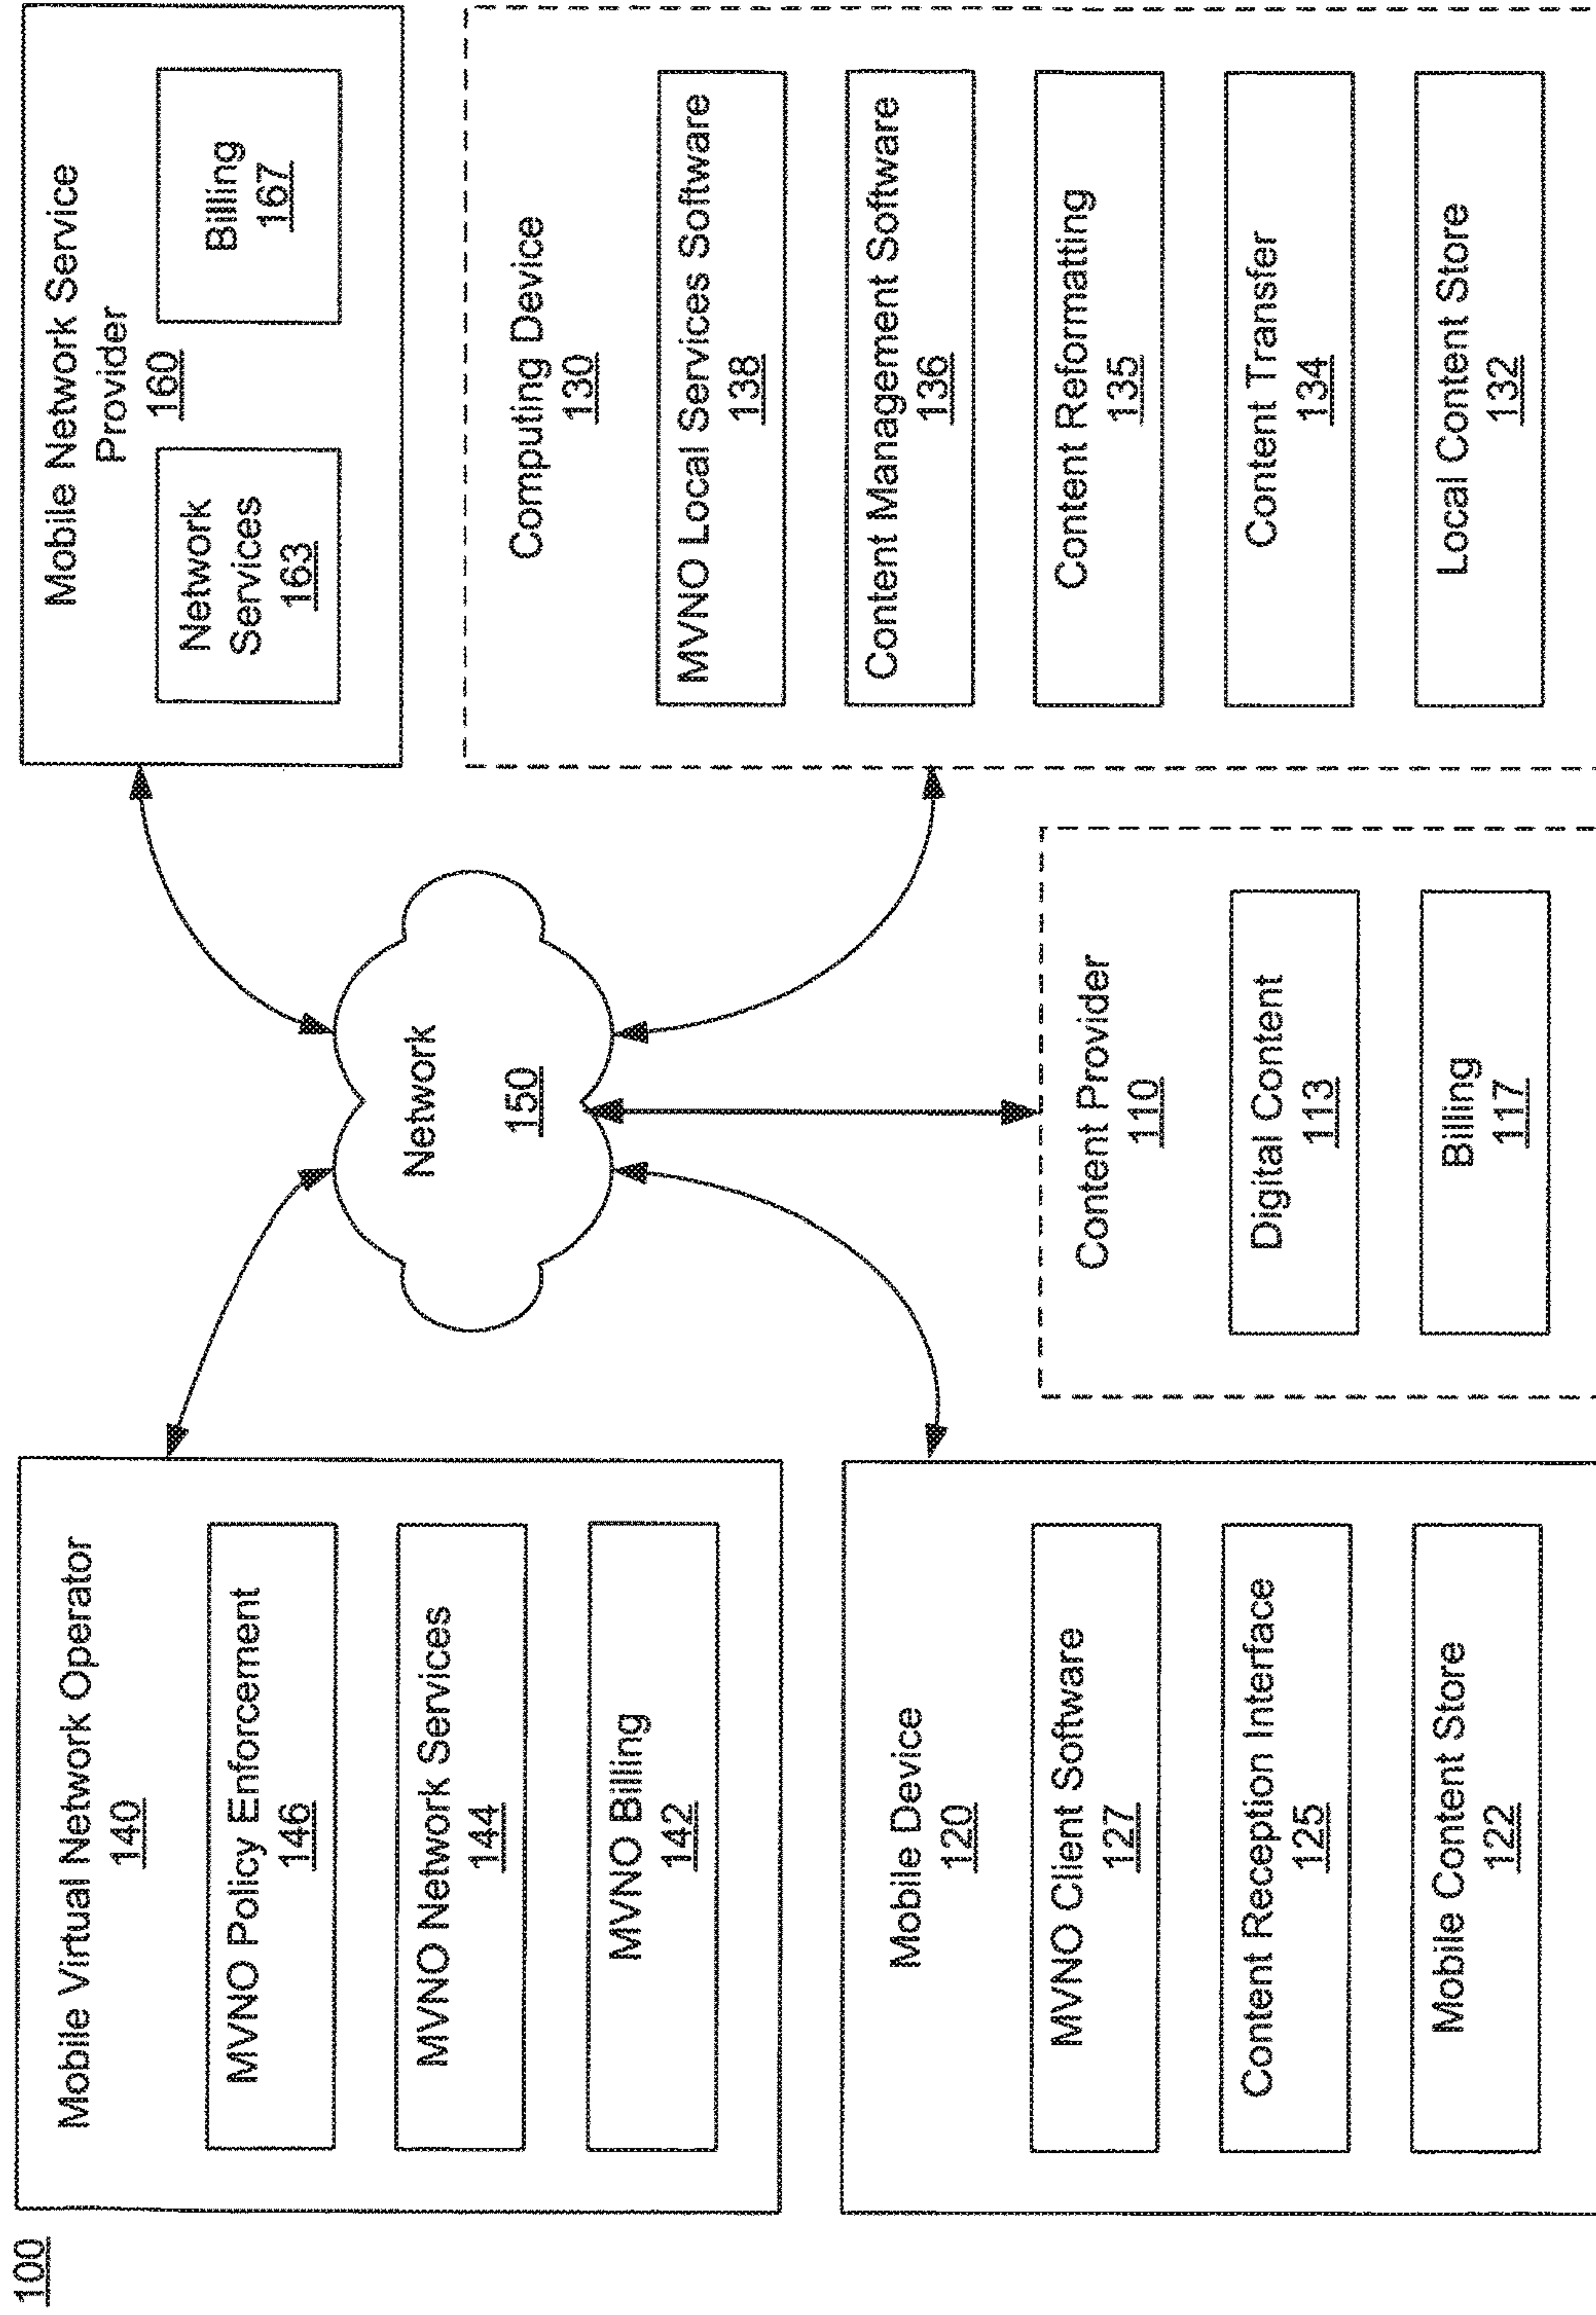 100
Mobile Virtual Network Operator
140
MVNO Policy Enforcement
146
MVNO Network Services
144
MVNO Billing
142
Mobile Device
120
MVNO Client Software
127
Content Reception Interface
125
Mobile Content Store
122
Network
150
Content Provider
110
Digital Content
113
Billing
117
Mobile Network Service
Provider
160
Network
Services
163
Billing
167
Computing Device
130
MVNO Local Services Software
138
Content Management Software
136
Content Reformatting
135
Content Transfer
134
Local Content Store
132